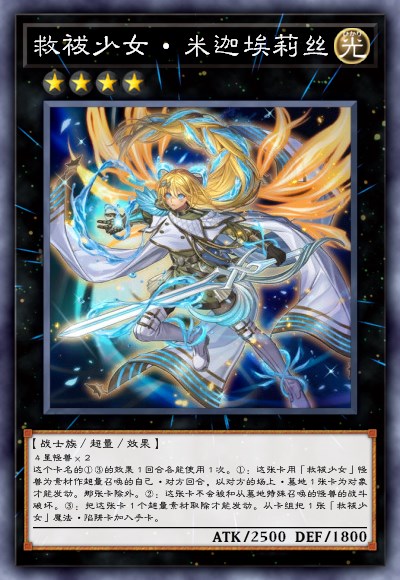 救祓少女・米迦埃莉丝
光
【战士族／超量／效果】
4星怪兽×2
这个卡名的①③的效果1回合各能使用1次。①：这张卡用「救祓少女」怪
兽为素材作超量召唤的自己·对方回合，以对方的场上·墓地1张卡为对象
才能发动。那张卡除外。②：这张卡不会被和从墓地特殊召唤的怪兽的战斗
破坏。③：把这张卡1个超量素材取除才能发动。从卡组把1张「救祓少
女」魔法·陷阱卡加入手卡。
ATK/2500 DEF/1800